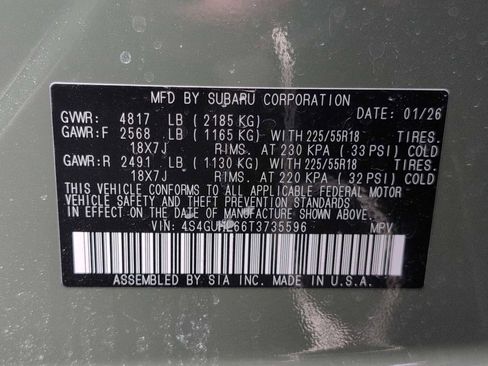 MFD BY SUBARU CORPORATION
GVWR: 4817 LB (2185 KG) DATE: 01/26
GAWR:F 2568 LB (1165 KG) WITH 225/55R18 TIRES
18X7J RIMS. AT 230 KPA (33 PSI) COLD
GAWR:R 2491 LB (1130 KG) WITH 225/55R18 TIRES
18X7J RIMS. AT 220 KPA (32 PSI) COLD
THIS VEHICLE CONFORMS TO ALL APPLICABLE FEDERAL MOTOR
VEHICLE SAFETY AND THEFT PREVENTION STANDARDS
IN EFFECT ON THE DATE OF MANUFACTURE SHOWN ABOVE.
VIN: MPV
ASSEMBLED BY SIA INC. MADE IN U.S.A.